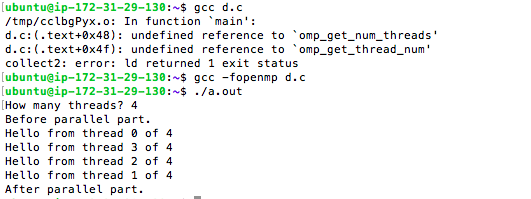 [ubuntu@ip-172-31-29-130:~$ gcc d.c
/tmp/cclbgPyx.o: In function `main':
d.c:(.text+0x48): undefined reference to `omp_get_num_threads'
d.c:(.text+0x4f): undefined reference to `omp_get_thread_num'
collect2: error: ld returned 1 exit status
[ubuntu@ip-172-31-29-130:~$ gcc -fopenmp d.c
[ubuntu@ip-172-31-29-130:~$ ./a.out
[How many threads? 4
Before parallel part.
Hello from thread 0 of 4
Hello from thread 3 of 4
Hello from thread 2 of 4
Hello from thread 1 of 4
After parallel part.